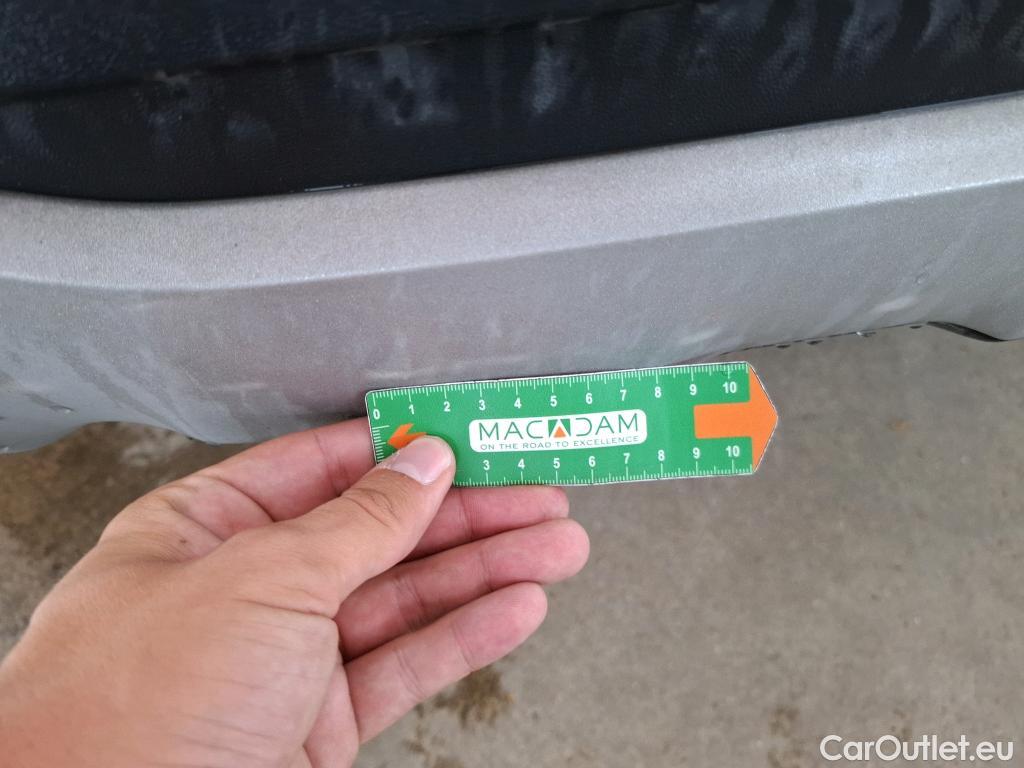 0 1 2 3 4 5 6 7 8 9 10
MACADAM
ON THE ROAD TO EXCELLENCE
3 4 5 6 7 8 9 10
CarOutlet.eu